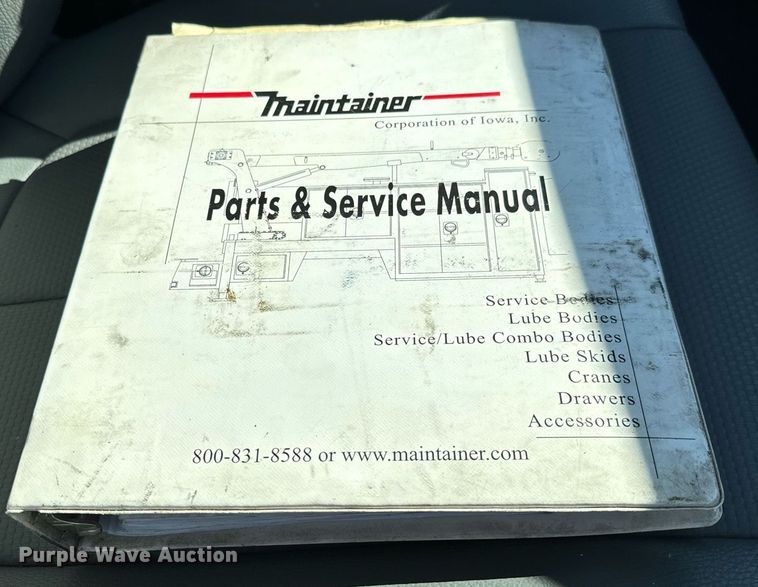 Maintainer
Corporation of Iowa, Inc.
Parts & Service Manual
Service Bodies
Lube Bodies
Service/Lube Combo Bodies
Lube Skids
Cranes
Drawers
Accessories
800-831-8588 or www.maintainer.com
Purple Wave Auction